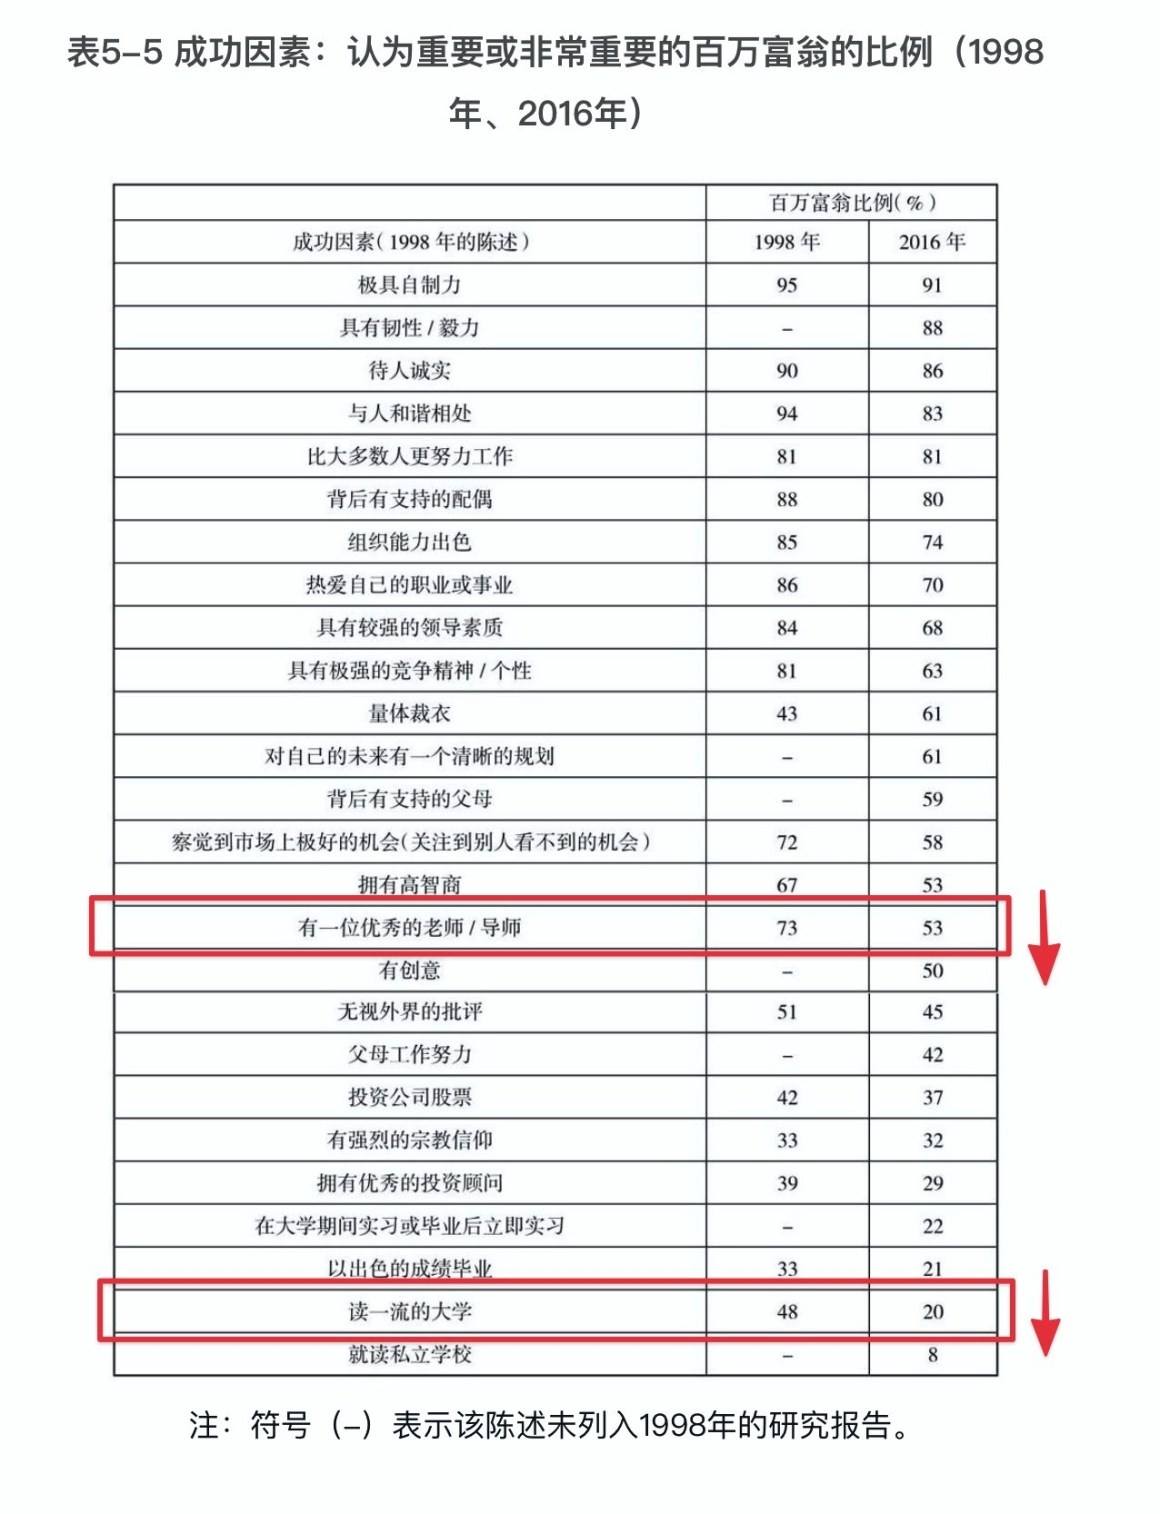 表5-5 成功因素：认为重要或非常重要的百万富翁的比例（1998
年、2016年）
百万富翁比例(%)
成功因素(1998 年的陈述) 1998 年 2016 年
极具自制力 95 91
具有韧性/毅力 – 88
待人诚实 90 86
与人和谐相处 94 83
比大多数人更努力工作 81 81
背后有支持的配偶 88 80
组织能力出色 85 74
热爱自己的职业或事业 86 70
具有较强的领导素质 84 68
具有极强的竞争精神/个性 81 63
量体裁衣 43 61
对自己的未来有一个清晰的规划 – 61
背后有支持的父母 – 59
察觉到市场上极好的机会(关注到别人看不到的机会) 72 58
拥有高智商 67 53
有一位优秀的老师/导师 73 53
有创意 – 50
无视外界的批评 51 45
父母工作努力 – 42
投资公司股票 42 37
有强烈的宗教信仰 33 32
拥有优秀的投资顾问 39 29
在大学期间实习或毕业后立即实习 – 22
以出色的成绩毕业 33 21
读一流的大学 48 20
就读私立学校 – 8
注：符号（–）表示该陈述未列入1998年的研究报告。